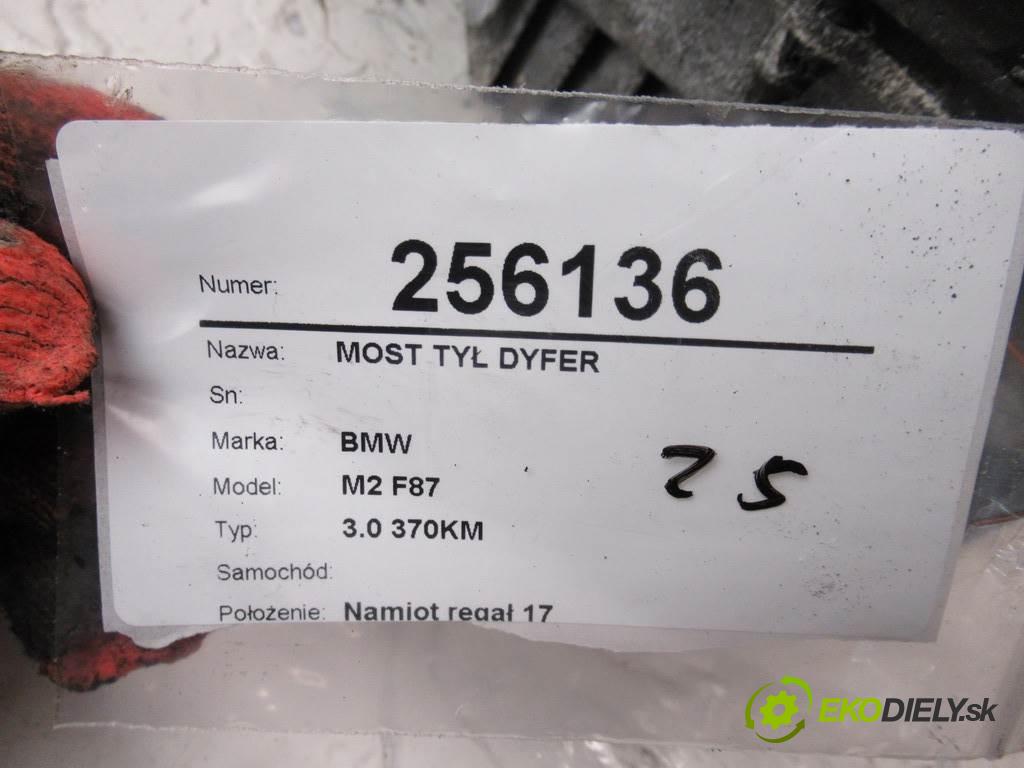 Numer: 256136
Nazwa: MOST TYŁ DYFER
Sn:
Marka: BMW
Model: M2 F87
Typ: 3.0 370KM
25
Samochód:
Położenie: Namiot regał 17
EKODIELY.sk